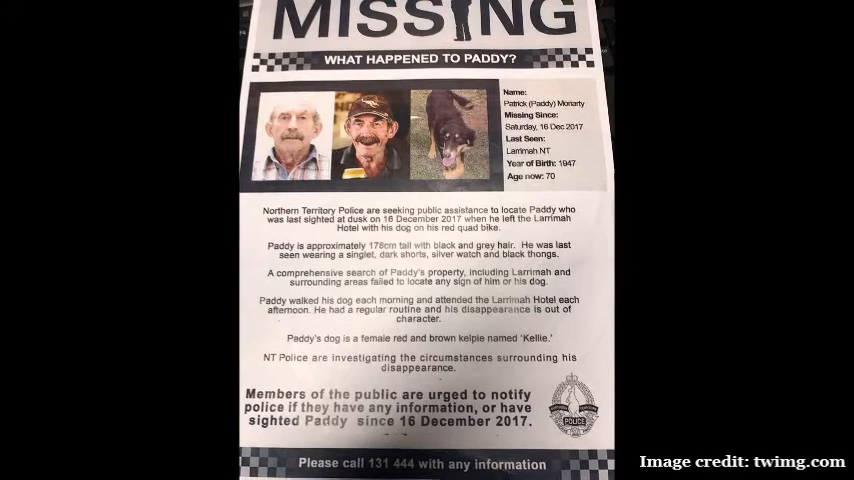 MISSING
WHAT HAPPENED TO PADDY?
Name:
Patrick (Paddy) Moriarty
Missing Since:
Saturday, 16 Dec 2017
Last Seen:
Larrimah NT
Year of Birth: 1947
Age now: 70
Northern Territory Police are seeking public assistance to locate Paddy who
was last sighted at dusk on 16 December 2017 when he left the Larrimah
Hotel with his dog on his red quad bike.
Paddy is approximately 178cm tall with black and grey hair. He was last
seen wearing a singlet, dark shorts, silver watch and black thongs.
A comprehensive search of Paddy's property, including Larrimah and
surrounding areas failed to locate any sign of him or his dog.
Paddy walked his dog each morning and attended the Larrimah Hotel each
afternoon. He had a regular routine and his disappearance is out of
character.
Paddy's dog is a female red and brown kelpie named 'Kellie.'
NT Police are investigating the circumstances surrounding his
disappearance.
Members of the public are urged to notify
police if they have any information, or have
sighted Paddy since 16 December 2017.
POLICE
Please call 131 444 with any information
Image credit: twimg.com